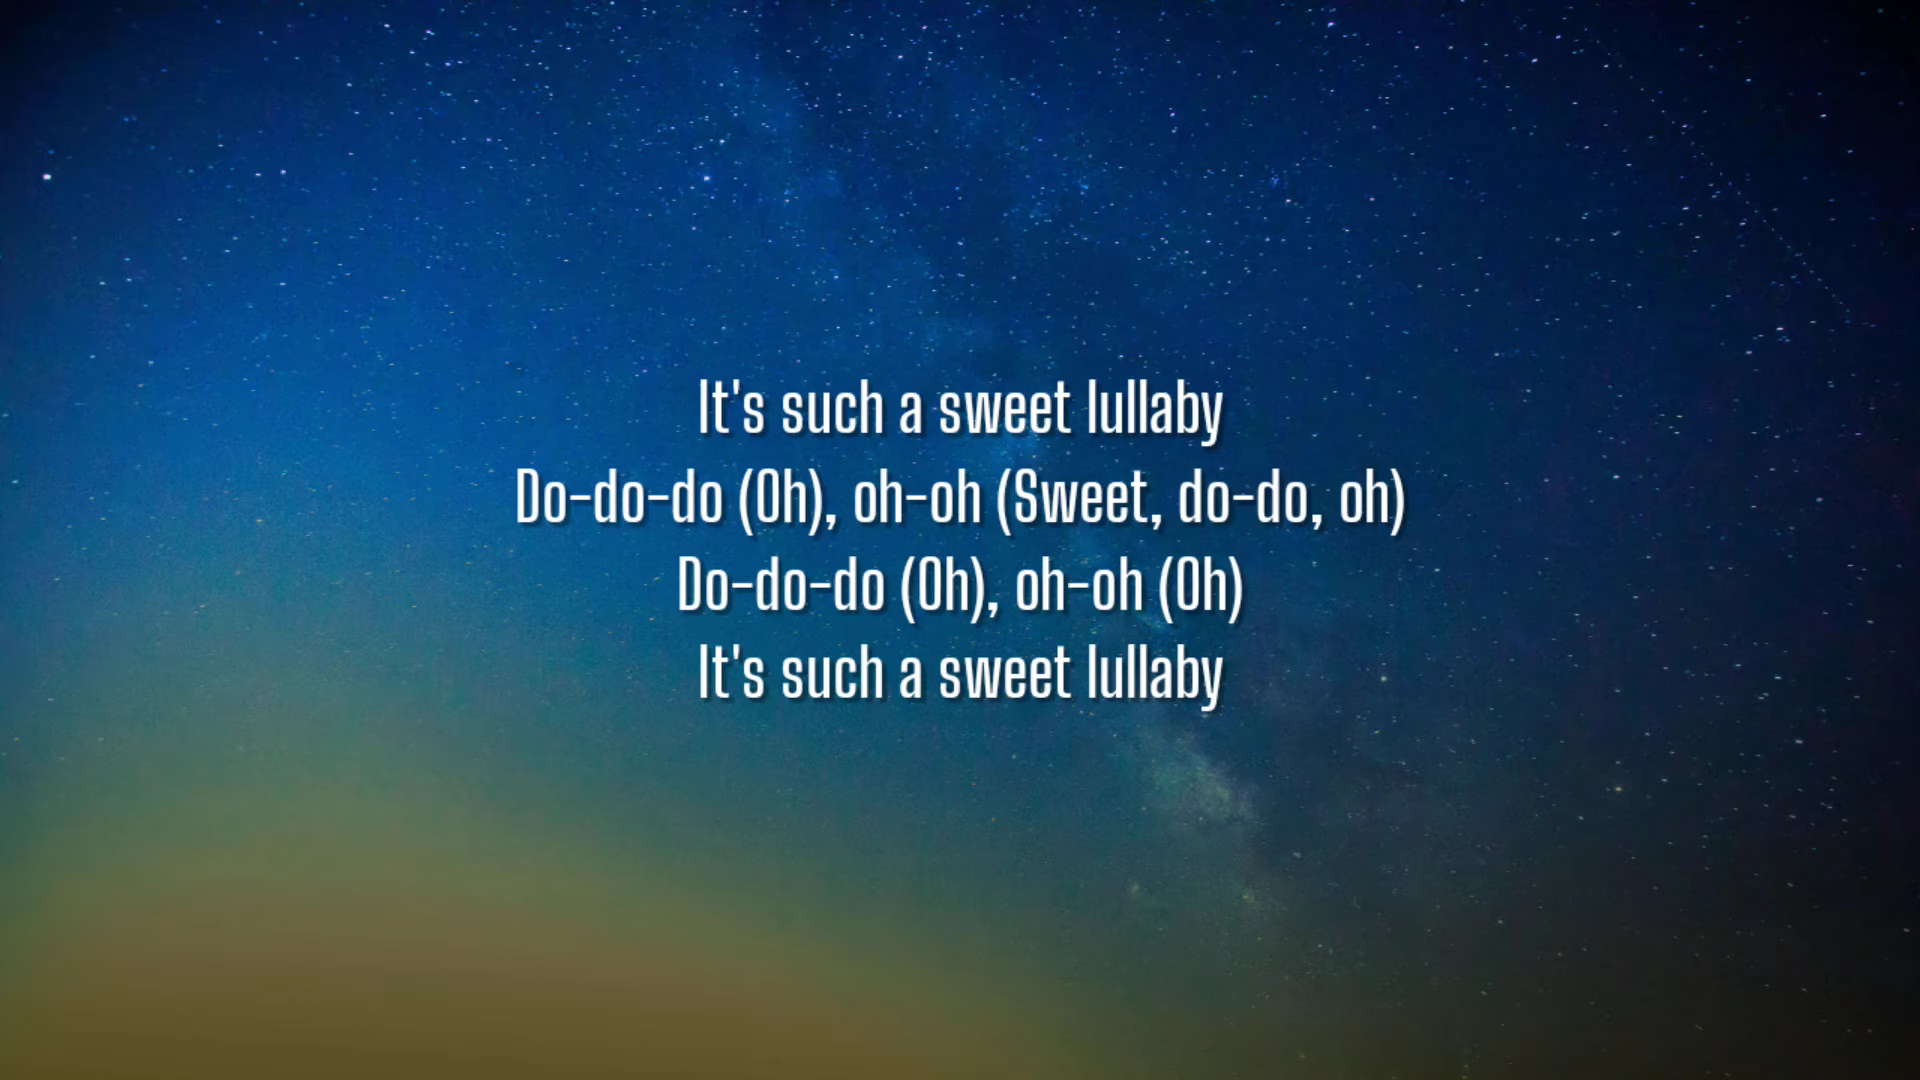 It's such a sweet lullaby
Do-do-do (Oh), oh-oh (Sweet, do-do, oh)
Do-do-do (Oh), oh-oh (Oh)
It's such a sweet lullaby